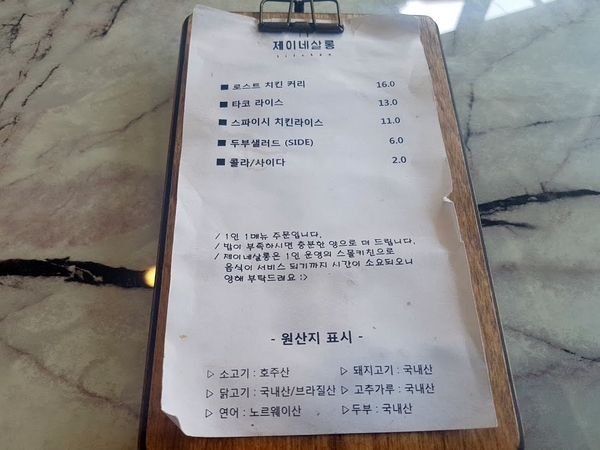 제이네살롱
kitchen
■ 로스트 치킨 커리 16.0
■ 타코 라이스 13.0
■ 스파이시 치킨라이스 11.0
■ 두부샐러드 (SIDE) 6.0
■ 콜라/사이다 2.0
/ 1인 1메뉴 주문입니다.
/ 밥이 부족하시면 충분한 양으로 더 드립니다.
/ 제이네살롱은 1인 운영의 스몰키친으로
음식이 서비스 되기까지 시간이 소요되오니
양해 부탁드려요 :>
- 원산지 표시 -
▷ 소고기 : 호주산 ▷ 돼지고기 : 국내산
▷ 닭고기 : 국내산/브라질산 ▷ 고추가루 : 국내산
▷ 연어 : 노르웨이산 ▷두부 : 국내산